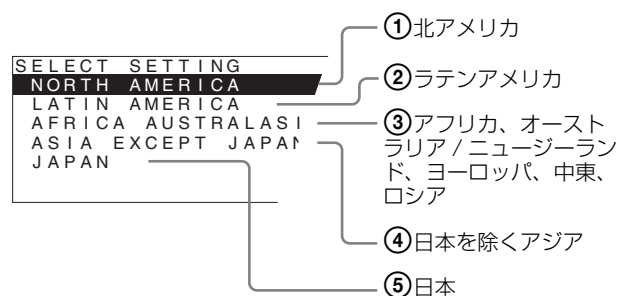 SELECT SETTING
NORTH AMERICA
LATIN AMERICA
AFRICA AUSTRALASI
ASIA EXCEPT JAPAN
JAPAN
①北アメリカ
②ラテンアメリカ
③アフリカ、オースト
ラリア / ニュージーラン
ド、ヨーロッパ、中東、
ロシア
④日本を除くアジア
⑤日本